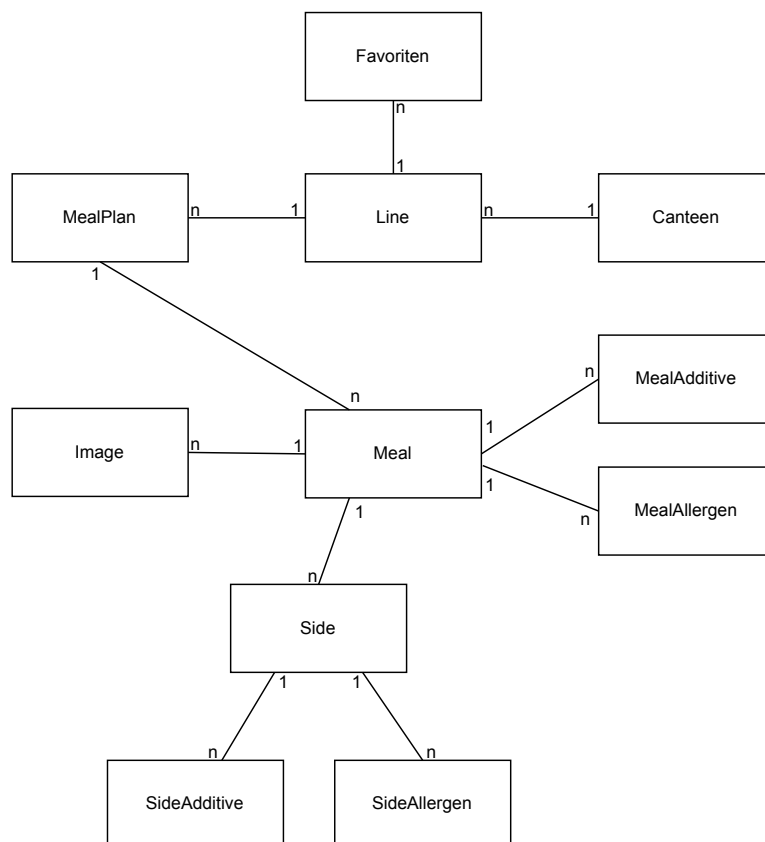 Favoriten
n
1
MealPlan
n
1
Line
n
1
Canteen
1
n
MealAdditive
n
1
Image
n
1
Meal
1
n
MealAllergen
1
n
Side
1
1
n
n
SideAdditive
SideAllergen